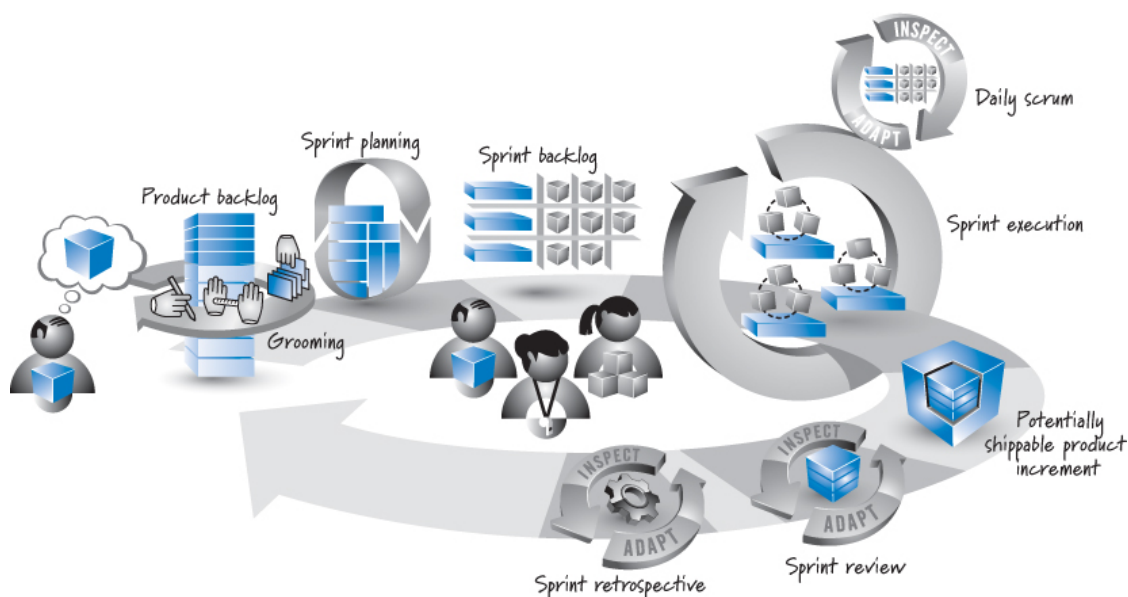 INSPECT
ADAPT
Daily scrum
Sprint planning
Sprint backlog
Product backlog
Sprint execution
Grooming
Potentially
shippable product
increment
INSPECT
ADAPT
Sprint review
INSPECT
ADAPT
Sprint retrospective